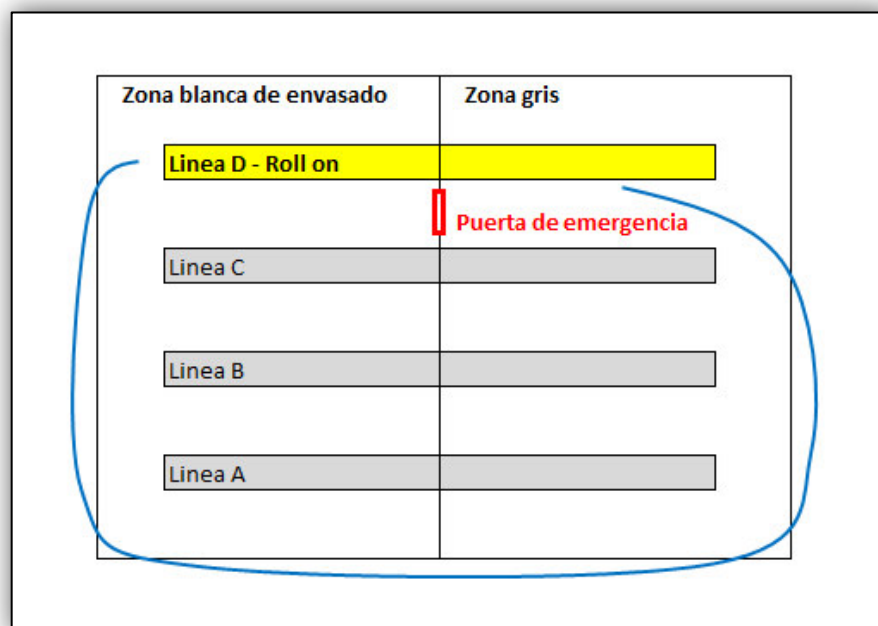 Zona blanca de envasado
Zona gris
Linea D - Roll on
Puerta de emergencia
Linea C
Linea B
Linea A